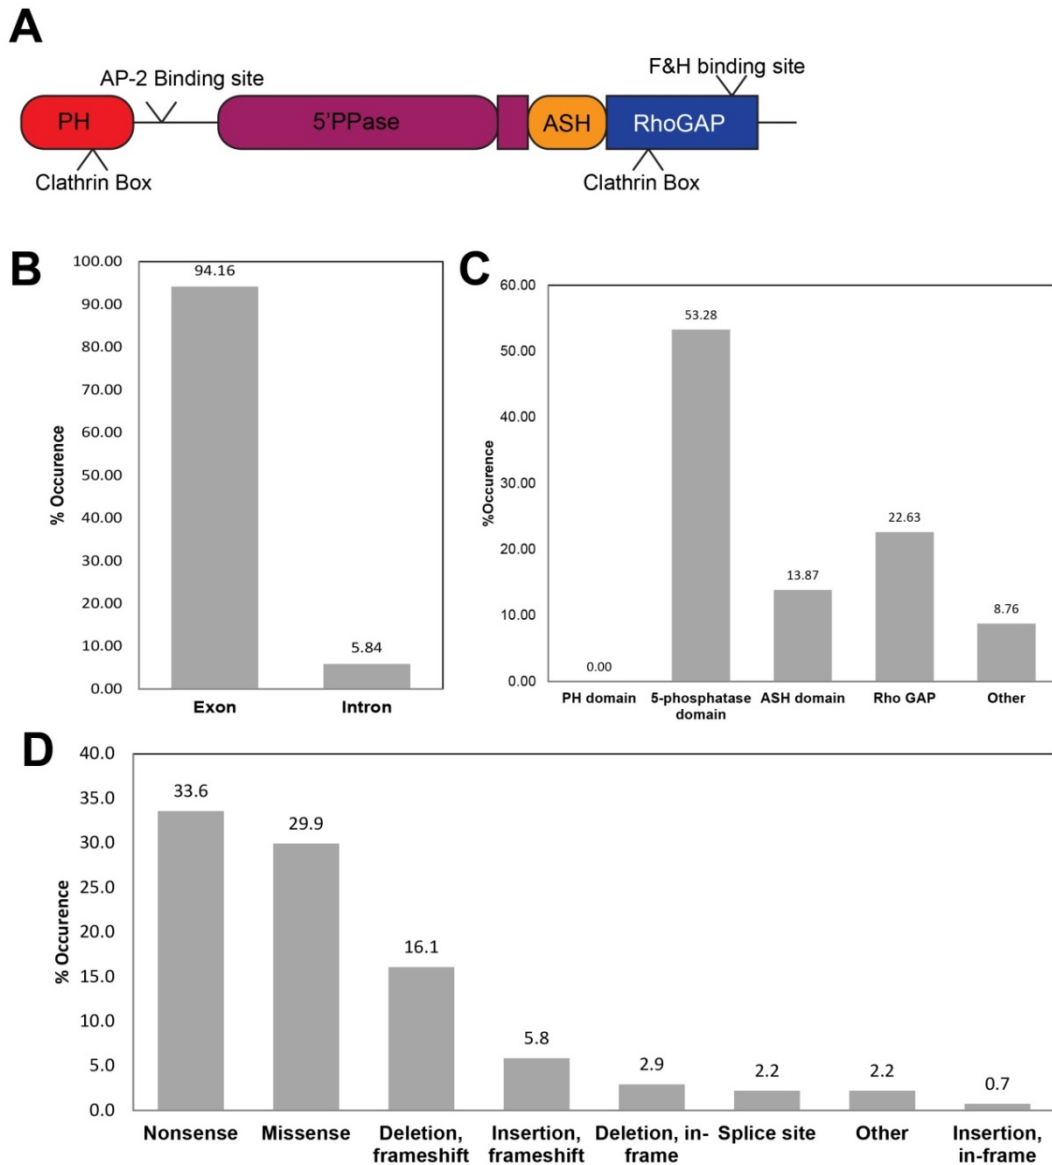 A
AP-2 Binding site
F&H binding site
PH
5'PPase
ASH
RhoGAP
Clathrin Box
Clathrin Box
B
% Occurence
100.00
90.00
80.00
70.00
60.00
50.00
40.00
30.00
20.00
10.00
0.00
94.16
5.84
Exon
Intron
C
%Occurence
60.00
50.00
40.00
30.00
20.00
10.00
0.00
0.00
53.28
13.87
22.63
8.76
PH domain
5-phosphatase
domain
ASH domain
Rho GAP
Other
D
% Occurence
40.0
35.0
30.0
25.0
20.0
15.0
10.0
5.0
0.0
33.6
29.9
16.1
5.8
2.9
2.2
2.2
0.7
Nonsense
Missense
Deletion,
frameshift
Insertion,
frameshift
Deletion, in-
frame
Splice site
Other
Insertion,
in-frame